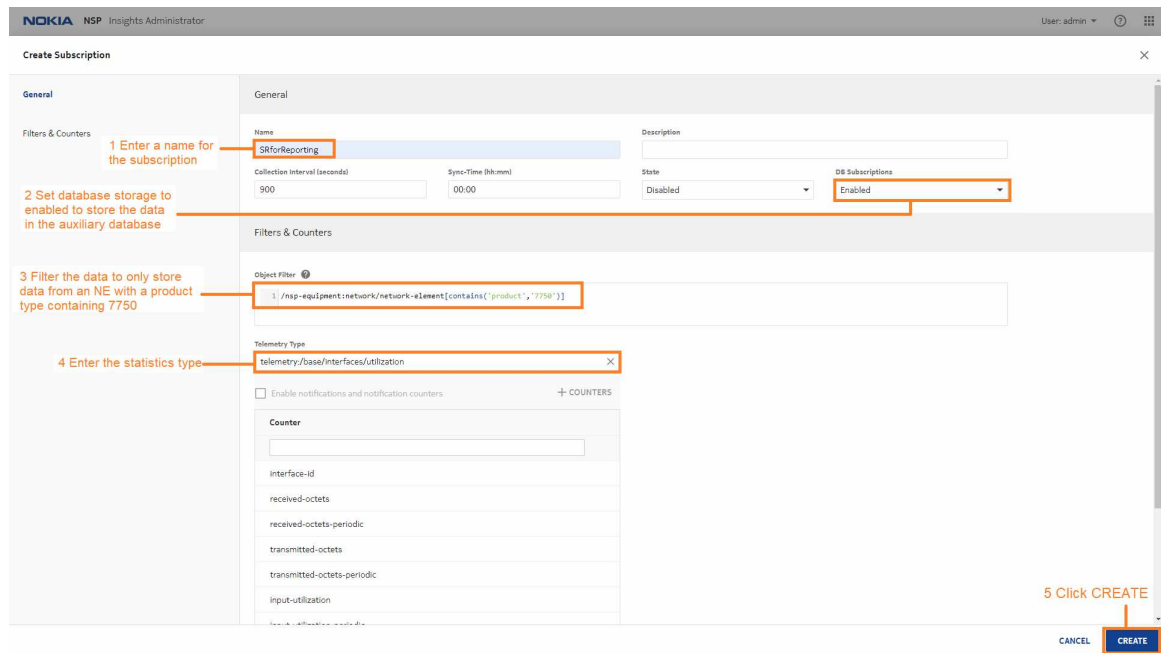 NOKIA NSP Insights Administrator
User: admin
Create Subscription
General
General
Filters & Counters
1 Enter a name for
the subscription
Name
SRforReporting
Description
Collection Interval (seconds)
900
Sync-Time (hh:mm)
00:00
State
Disabled
DB Subscriptions
Enabled
2 Set database storage to
enabled to store the data
in the auxiliary database
Filters & Counters
3 Filter the data to only store
data from an NE with a product
type containing 7750
Object Filter ?
1 /nsp-equipment:network/network-element[contains('product','7750')]
Telemetry Type
4 Enter the statistics type
telemetry:/base/interfaces/utilization
Enable notifications and notification counters
+ COUNTERS
Counter
interface-id
received-octets
received-octets-periodic
transmitted-octets
transmitted-octets-periodic
input-utilization
5 Click CREATE
CANCEL
CREATE